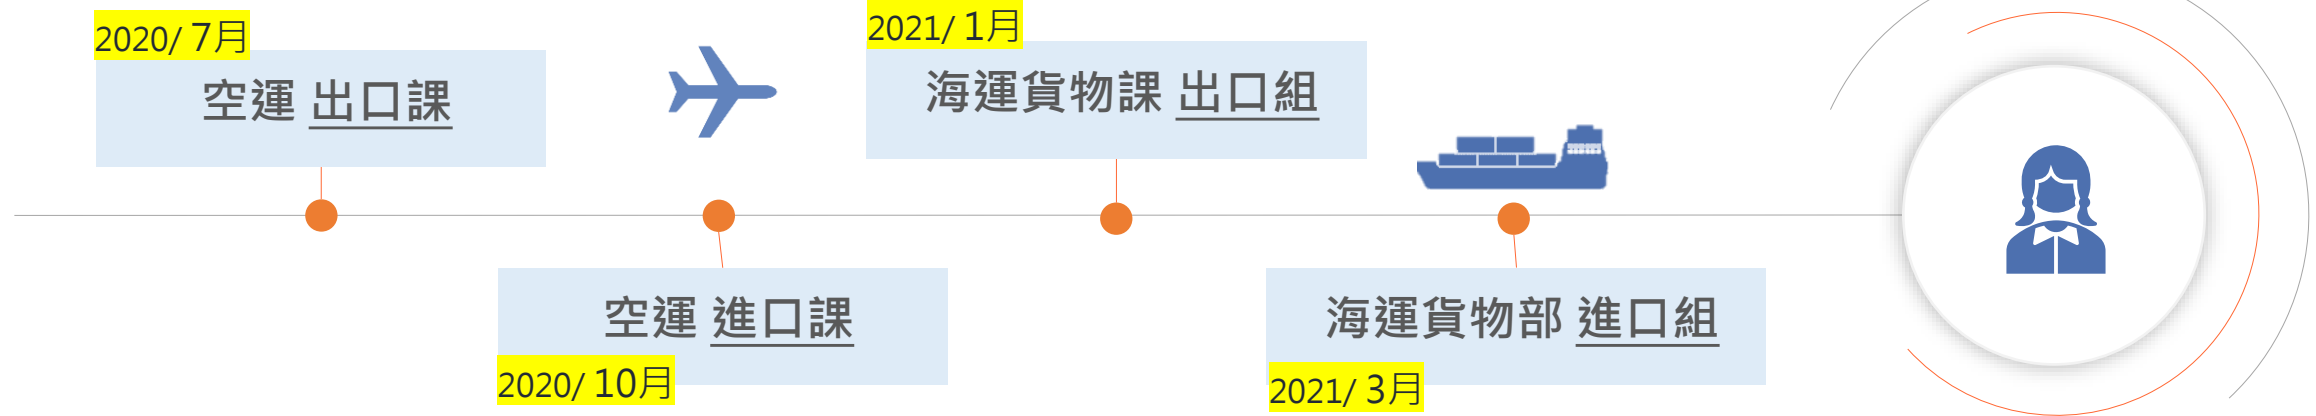 2020/ 7月
空運 出口課
2020/ 10月
空運 進口課
2021/ 1月
海運貨物課 出口組
2021/ 3月
海運貨物部 進口組